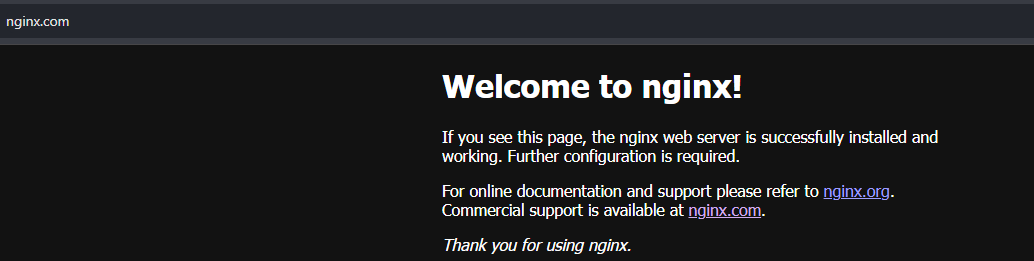 nginx.com
Welcome to nginx!
If you see this page, the nginx web server is successfully installed and
working. Further configuration is required.
For online documentation and support please refer to nginx.org.
Commercial support is available at nginx.com.
Thank you for using nginx.